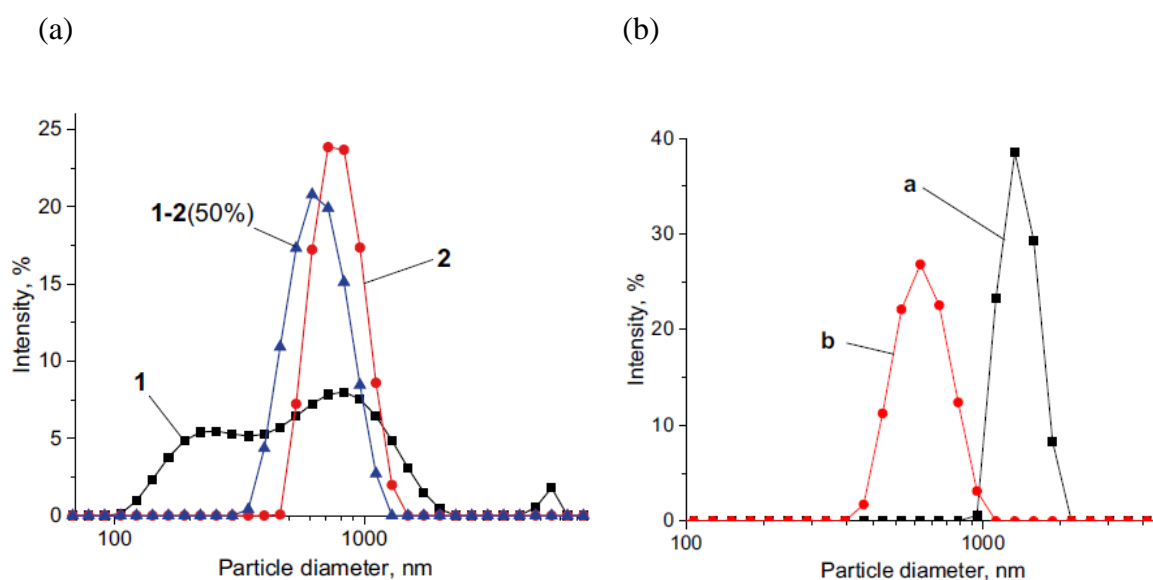 (a)
(b)
25
20
15
10
5
0
Intensity, %
1-2(50%)
2
1
100
1000
Particle diameter, nm
40
30
20
10
0
Intensity, %
a
b
100
1000
Particle diameter, nm